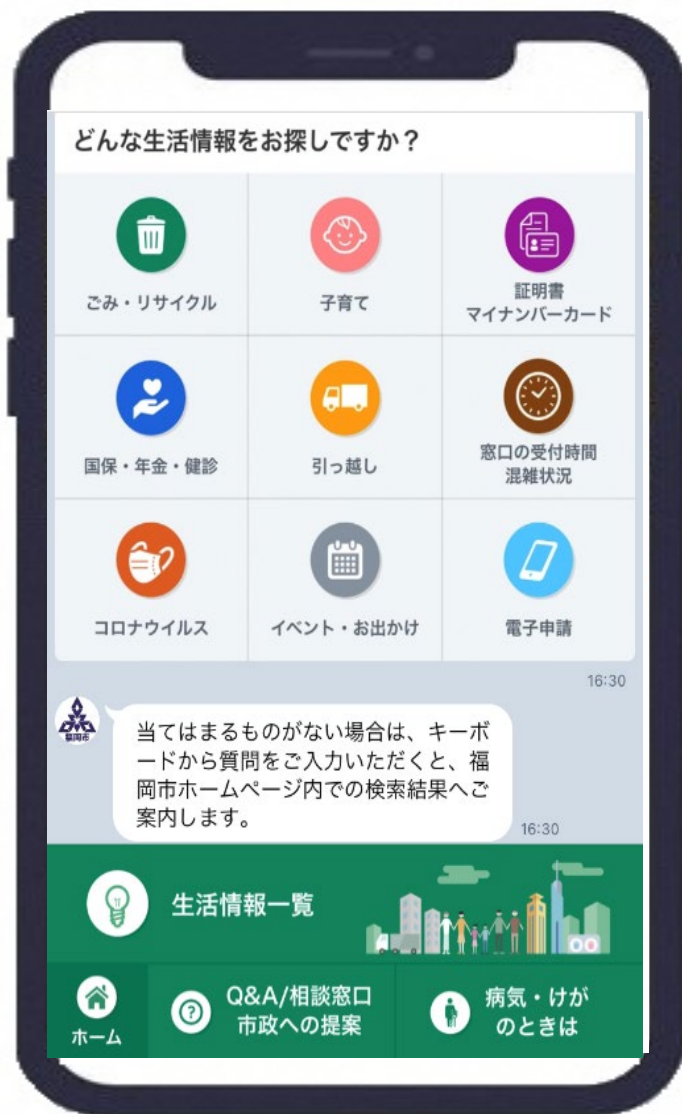 どんな生活情報をお探しですか?
ごみ・リサイクル
子育て
証明書
マイナンバーカード
国保・年金・健診
引っ越し
窓口の受付時間
混雑状況
コロナウイルス
イベント・お出かけ
電子申請
16:30
福岡市
当てはまるものがない場合は、キーボ
ードから質問をご入力いただくと、福
岡市ホームページ内での検索結果へご
案内します。
16:30
生活情報一覧
ホーム
Q&A/相談窓口
市政への提案
病気・けが
のときは